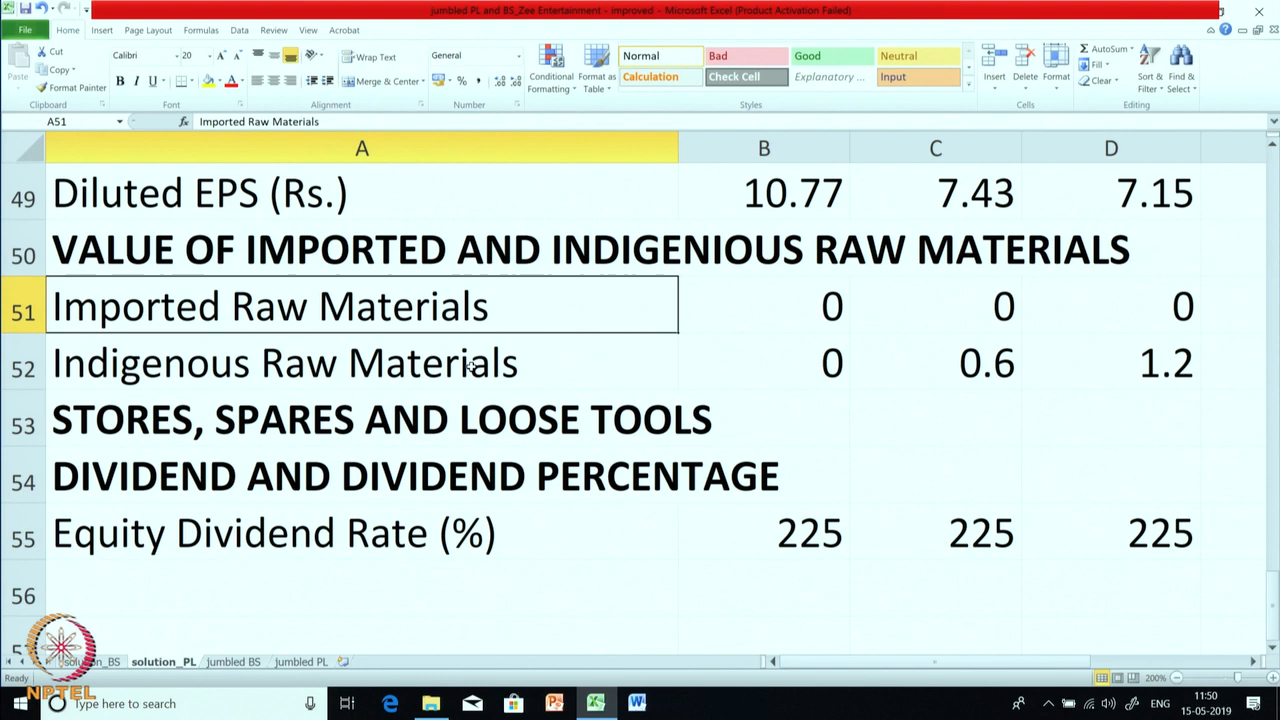 jumbled PL and BS_Zee Entertainment - improved - Microsoft Excel (Product Activation Failed)
File Home Insert Page Layout Formulas Data Review View Acrobat
Cut
Copy
Format Painter
Paste
Clipboard
Calibri 20
B I U
Font
Wrap Text
Merge & Center
Alignment
General
Number
Conditional Formatting
Format as Table
Normal Bad Good Neutral
Calculation Check Cell Explanatory ... Input
Styles
Insert Delete Format
Cells
AutoSum
Fill
Clear
Sort & Filter
Find & Select
Editing
A51 fx Imported Raw Materials
A B C D
49 Diluted EPS (Rs.) 10.77 7.43 7.15
50 VALUE OF IMPORTED AND INDIGENIOUS RAW MATERIALS
51 Imported Raw Materials 0 0 0
52 Indigenous Raw Materials 0 0.6 1.2
53 STORES, SPARES AND LOOSE TOOLS
54 DIVIDEND AND DIVIDEND PERCENTAGE
55 Equity Dividend Rate (%) 225 225 225
56
solution_PL jumbled BS jumbled PL
Ready 200%
NPTEL
Type here to search
ENG
11:50
15-05-2019